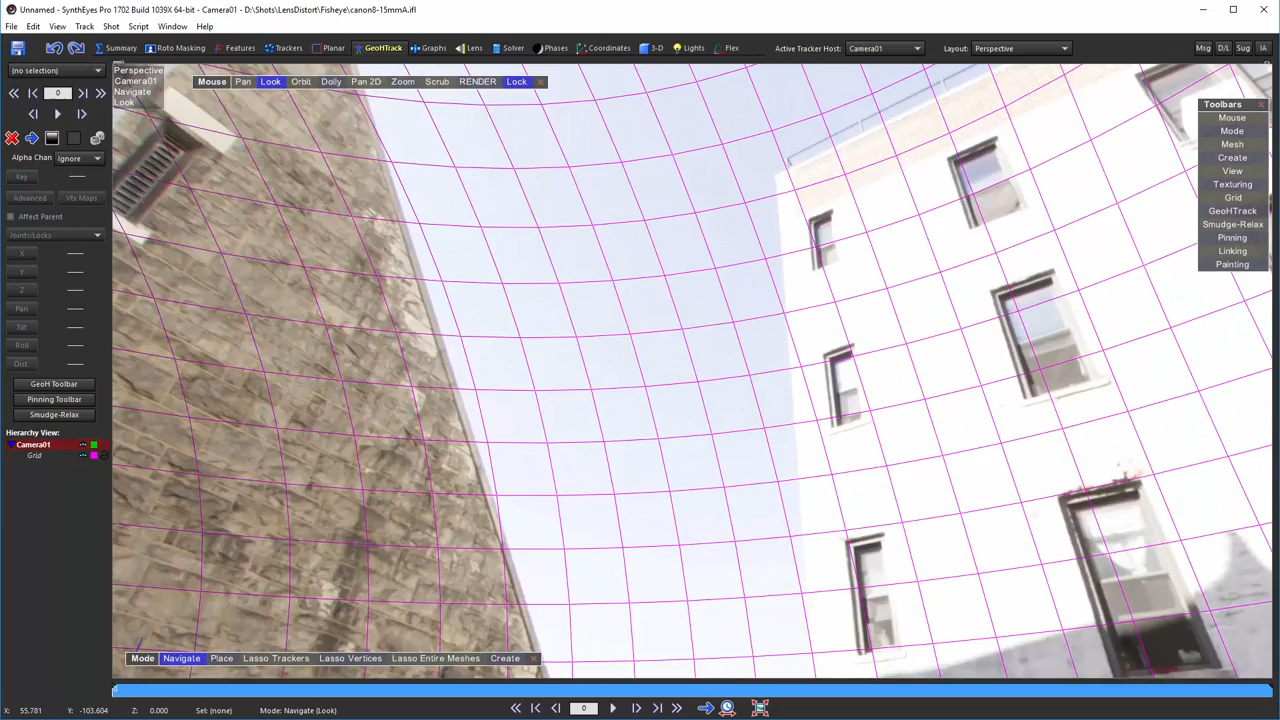 Unnamed - SynthEyes Pro 1702 Build 1039X 64-bit - Camera01 - D:\Shots\LensDistort\Fisheye\canon8-15mmA.ifl
File Edit View Track Shot Script Window Help
Summary Roto Masking Features Trackers Planar GeoHTrack Graphs Lens Solver Phases Coordinates 3-D Lights Flex Active Tracker Host: Camera01 Layout: Perspective Msg D/L Sug IA
(no selection)
Perspective
Camera01
Navigate
Look
Mouse Pan Look Orbit Dolly Pan 2D Zoom Scrub RENDER Lock
0
Alpha Chan Ignore
Key
Advanced Vtx Maps
Affect Parent
Joints/Locks
X
Y
Z
Pan
Tilt
Roll
Dist.
GeoH Toolbar
Pinning Toolbar
Smudge-Relax
Hierarchy View:
Camera01
Grid
Toolbars
Mouse
Mode
Mesh
Create
View
Texturing
Grid
GeoHTrack
Smudge-Relax
Pinning
Linking
Painting
Mode Navigate Place Lasso Trackers Lasso Vertices Lasso Entire Meshes Create
0
X: 55.781 Y: -103.604 Z: 0.000 Sel: (none) Mode: Navigate (Look) 0